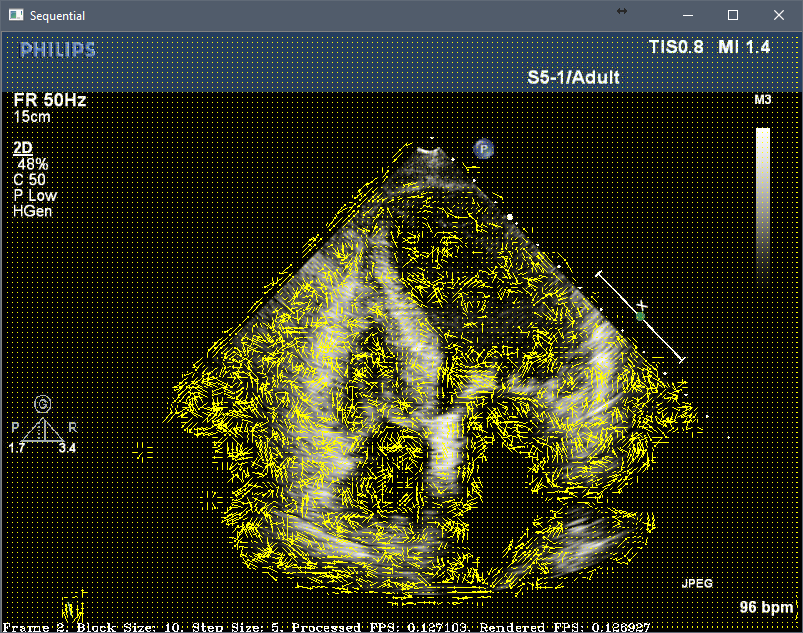 Sequential
PHILIPS
TIS0.8 MI 1.4
S5-1/Adult
FR 50Hz
15cm
M3
P
2D
48%
C 50
P Low
HGen
X
G
P R
1.7 3.4
JPEG
96 bpm
Frame 2, Block Size: 10, Step Size: 5, Processed FPS: 0.127103, Rendered FPS: 0.126927